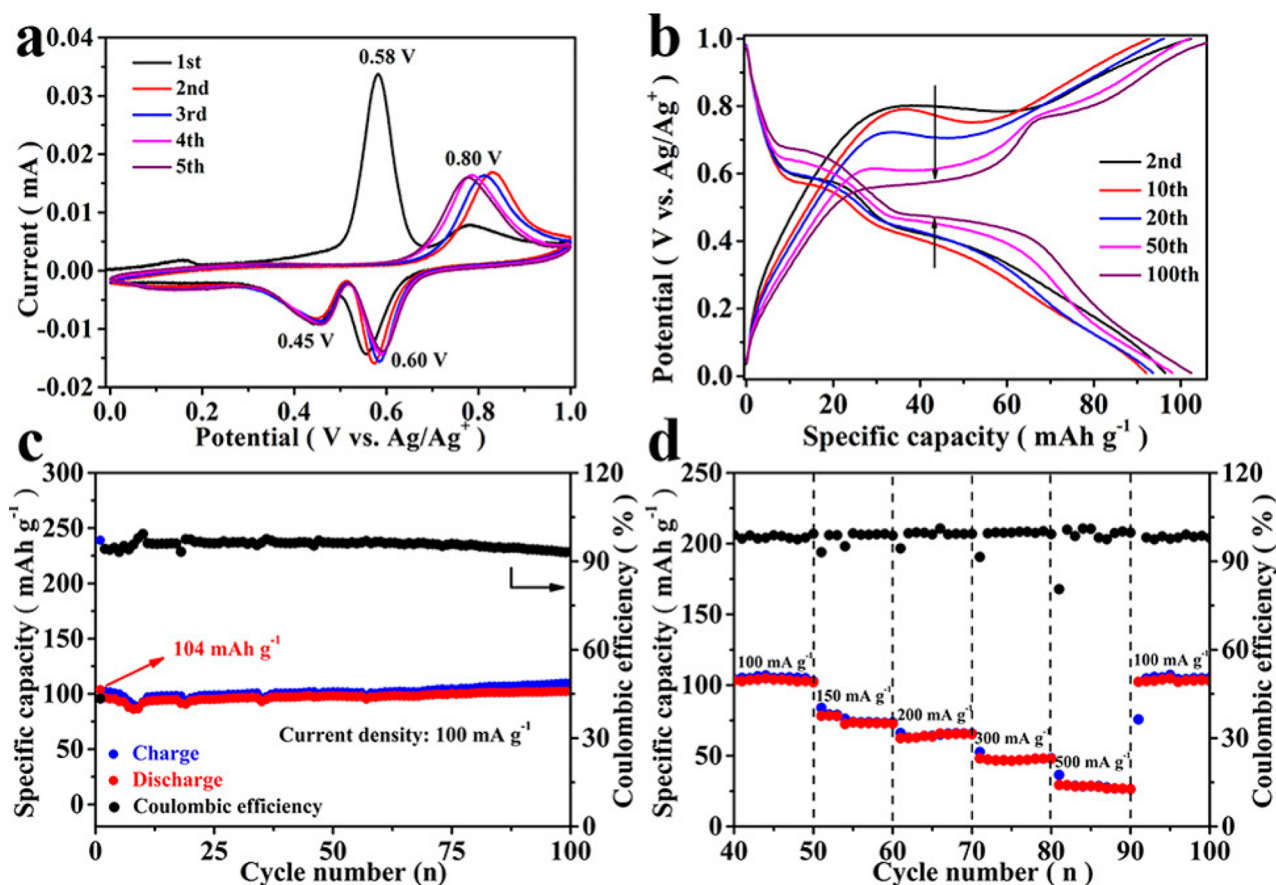 a
0.04
0.03
0.02
0.01
0.00
-0.01
-0.02
Current ( mA )
1st
2nd
3rd
4th
5th
0.58 V
0.80 V
0.45 V
0.60 V
0.0 0.2 0.4 0.6 0.8 1.0
Potential ( V vs. Ag/Ag⁺)
b
1.0
0.8
0.6
0.4
0.2
0.0
Potential ( V vs. Ag/Ag⁺)
2nd
10th
20th
50th
100th
0 20 40 60 80 100
Specific capacity ( mAh g⁻¹)
c
300
250
225
200
175
150
125
100
75
50
25
0
Specific capacity ( mAh g⁻¹)
104 mAh g⁻¹
Current density: 100 mA g⁻¹
Charge
Discharge
Coulombic efficiency
120
90
60
30
0
Coulombic efficiency ( % )
0 25 50 75 100
Cycle number (n)
d
250
200
150
100
50
0
Specific capacity ( mAh g⁻¹)
100 mA g⁻¹
150 mA g⁻¹
200 mA g⁻¹
300 mA g⁻¹
500 mA g⁻¹
100 mA g⁻¹
120
90
60
30
0
Coulombic efficiency ( % )
40 50 60 70 80 90 100
Cycle number ( n )